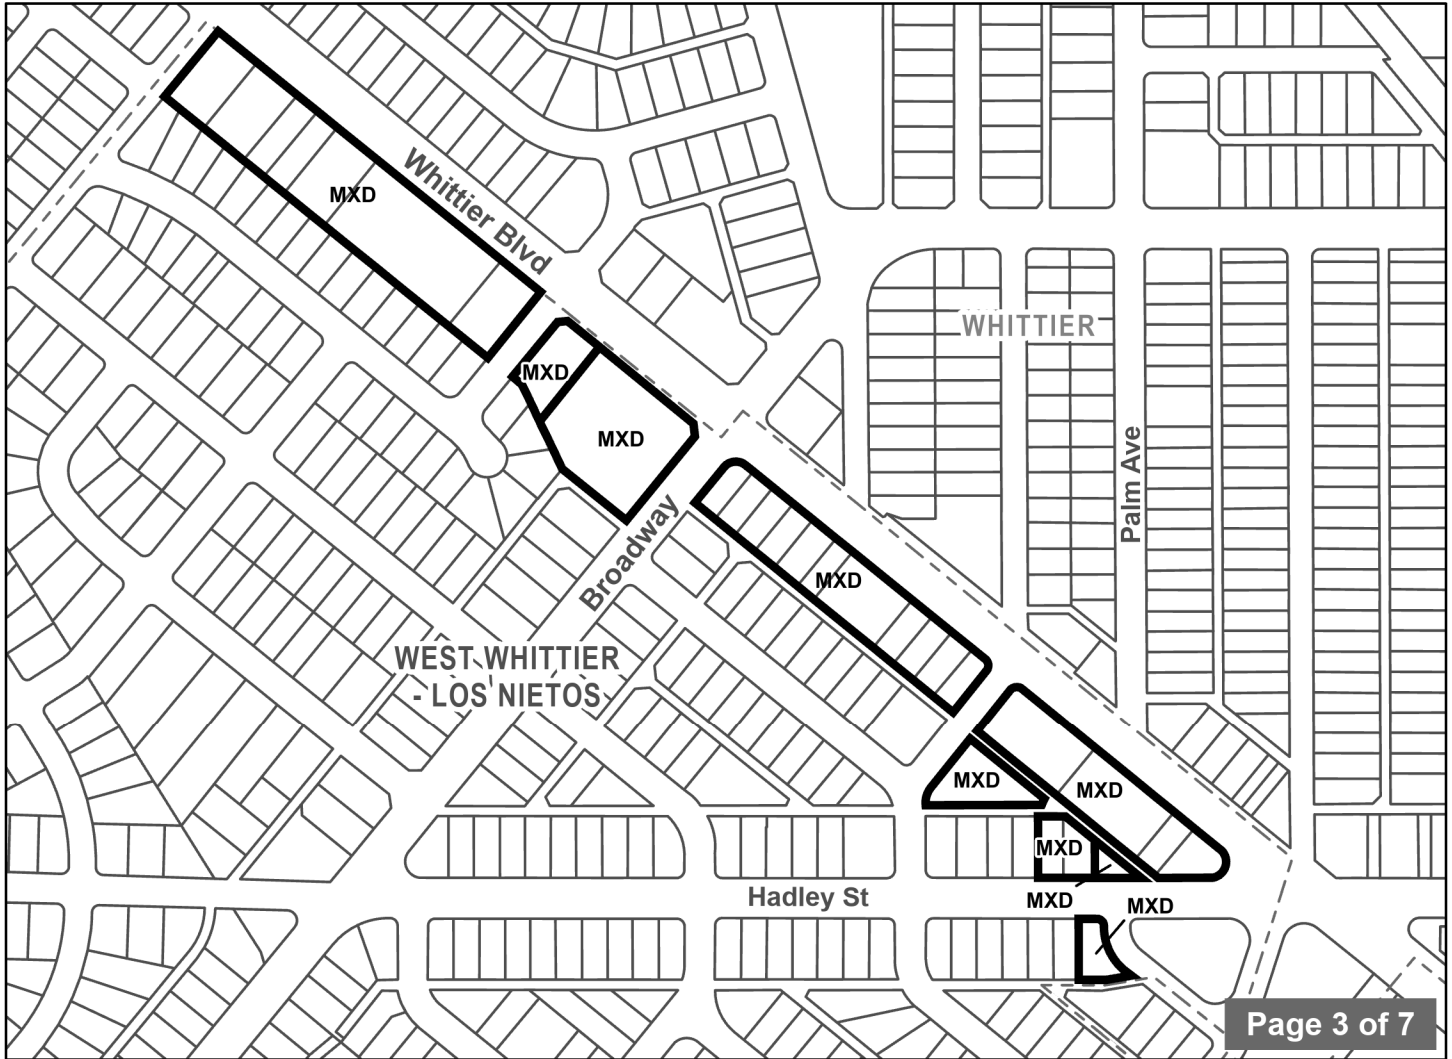 MXD
Whittier Blvd
WHITTIER
MXD
MXD
Palm Ave
Broadway
MXD
WEST WHITTIER
- LOS NIETOS
MXD
MXD
MXD
Hadley St
MXD
MXD
Page 3 of 7